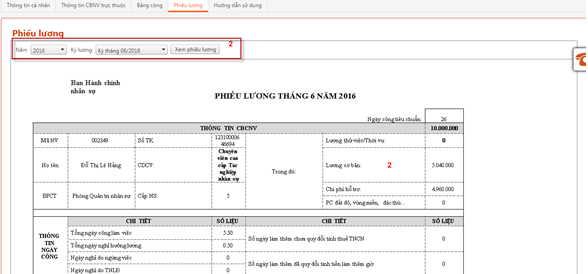 Thông tin cá nhân Thông tin CBNV trực thuộc Bảng công Phiếu lương Hướng dẫn sử dụng
Phiếu lương
2
Năm 2016 Kỳ lương Kỳ tháng 06/2016 Xem phiếu lương
Ban Hành chính
nhân sự
PHIẾU LƯƠNG THÁNG 6 NĂM 2016
Ngày công tiêu chuẩn: 26
THÔNG TIN CBCNV 10.000.000
Mã NV 002349 Số TK 123100006
46694
Lương thử việc/Thời vụ: 0
Họ tên: Đỗ Thị Lê Hằng CDCV: Chuyên
viên cao
cấp Tác
nghiệp
nhân sự
Trong đó:
Lương cơ bản: 2 5.040.000
Chi phí hỗ trợ: 4.960.000
BPCT Phòng Quản trị nhân sự Cấp NS: 5
PC đắt đỏ, vùng miền, đặc thù… 0
THÔNG
TIN
NGÀY
CÔNG
CHI TIẾT SỐ LIỆU CHI TIẾT SỐ LIỆU
Tổng ngày công làm việc 5.50
Số ngày làm thêm chưa quy đổi tính thuế TNCN 0
Tổng ngày nghỉ hưởng lương 0.50
Ngày nghỉ do ngừng việc 0
Số ngày làm thêm đã quy đổi tính tiền làm thêm giờ 0
Ngày nghỉ do TNLĐ 0